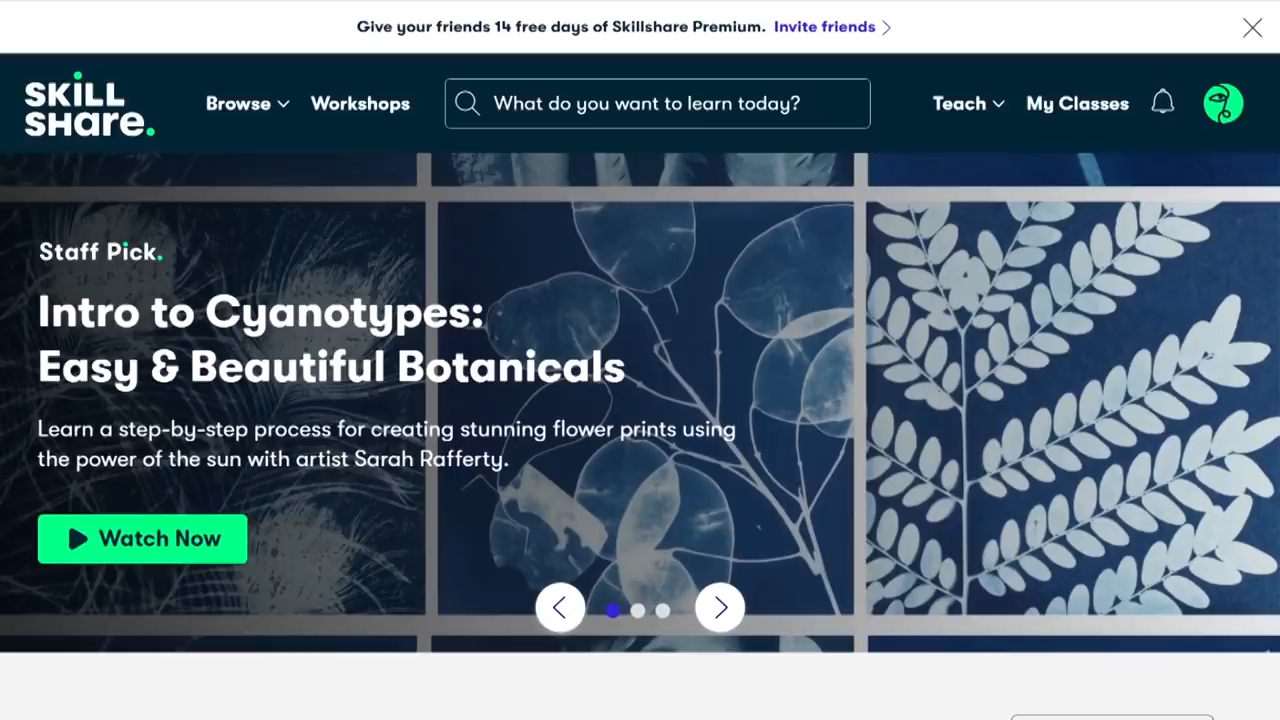 Give your friends 14 free days of Skillshare Premium. Invite friends
SKILL
SHare.
Browse
Workshops
What do you want to learn today?
Teach
My Classes
Staff Pick.
Intro to Cyanotypes:
Easy & Beautiful Botanicals
Learn a step-by-step process for creating stunning flower prints using
the power of the sun with artist Sarah Rafferty.
Watch Now